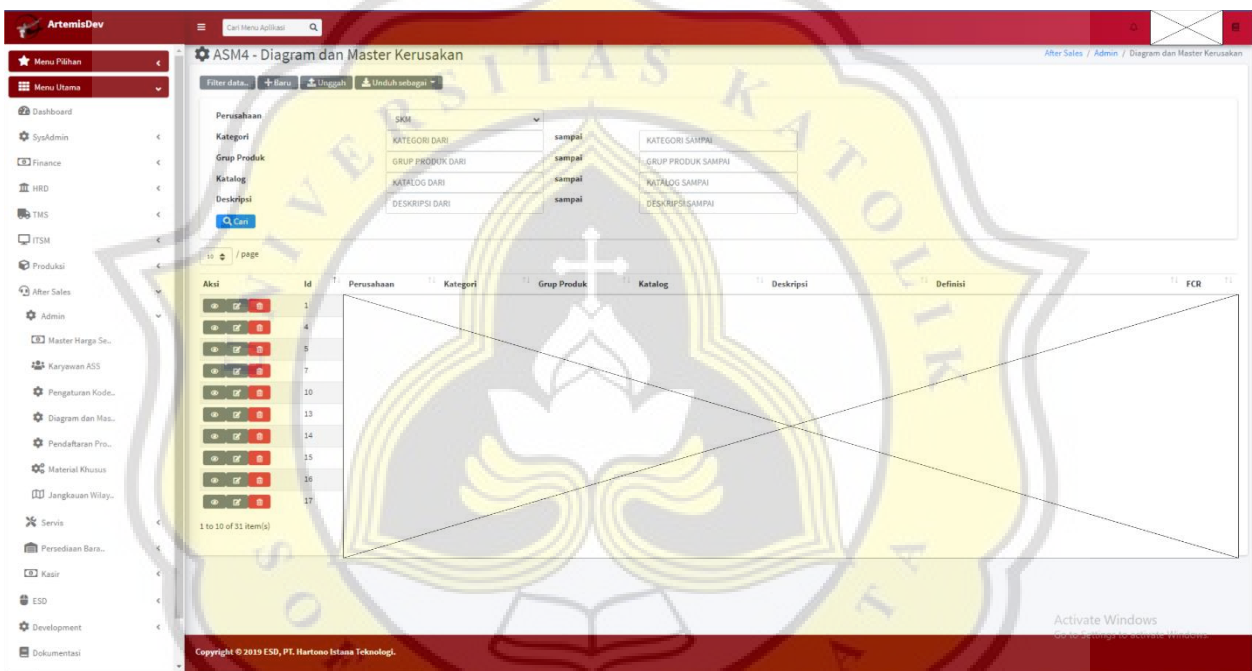 ArtemisDev
Cari Menu Aplikasi
Menu Pilihan
Menu Utama
Dashboard
SysAdmin
Finance
HRD
TMS
ITSM
Produksi
After Sales
Admin
Master Harga Se...
Karyawan ASS
Pengaturan Kode...
Diagram dan Mas...
Pendaftaran Pro...
Material Khusus
Jangkauan Wilay...
Servis
Persediaan Bara...
Kasir
ESD
Development
Dokumentasi
ASM4 - Diagram dan Master Kerusakan
After Sales / Admin / Diagram dan Master Kerusakan
Filter data... Baru Unggah Unduh sebagai
Perusahaan SKM
Kategori KATEGORI DARI sampai KATEGORI SAMPAI
Grup Produk GRUP PRODUK DARI sampai GRUP PRODUK SAMPAI
Katalog KATALOG DARI sampai KATALOG SAMPAI
Deskripsi DESKRIPSI DARI sampai DESKRIPSI SAMPAI
Cari
10 / page
Aksi Id Perusahaan Kategori Grup Produk Katalog Deskripsi Definisi FCR
1
4
5
7
10
13
14
15
16
17
1 to 10 of 31 item(s)
Activate Windows
Go to Settings to activate Windows.
Copyright © 2019 ESD, PT. Hartono Istana Teknologi.
UNIVERSITAS KATOLIK